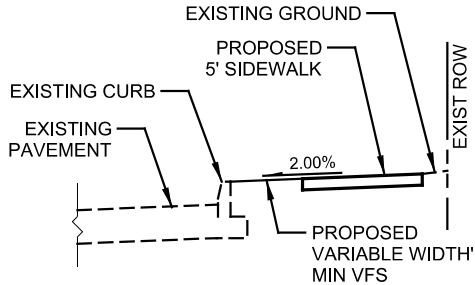 EXISTING GROUND
PROPOSED
5' SIDEWALK
EXISTING CURB
EXISTING
PAVEMENT
EXIST ROW
2.00%
PROPOSED
VARIABLE WIDTH'
MIN VFS